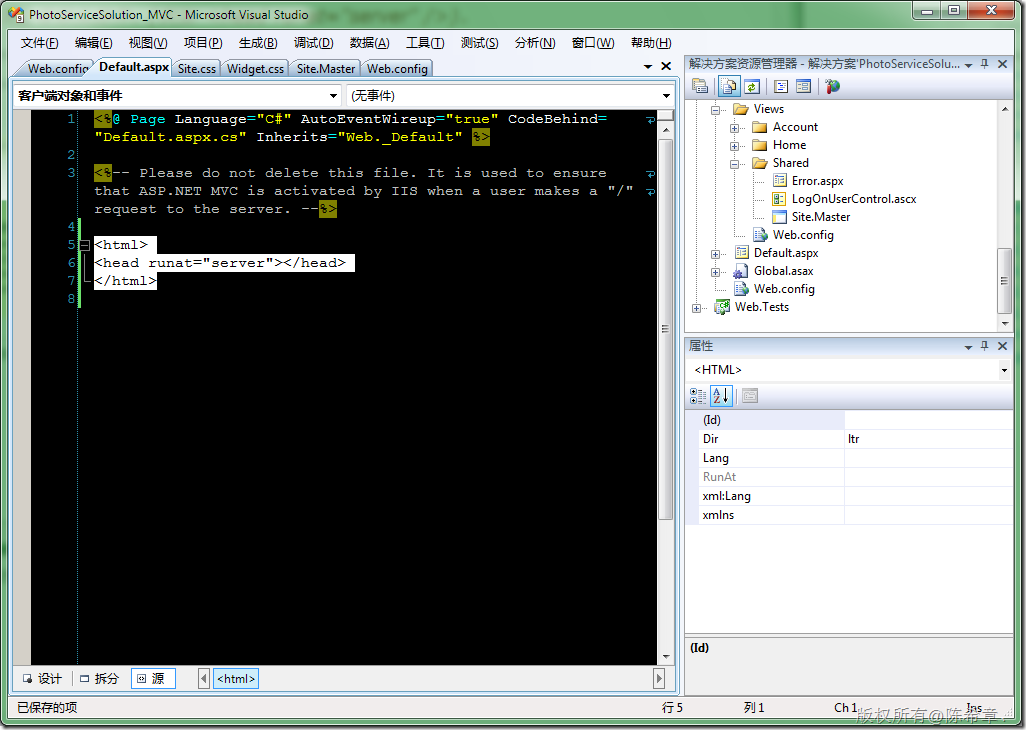 PhotoServiceSolution_MVC - Microsoft Visual Studio
文件(F) 编辑(E) 视图(V) 项目(P) 生成(B) 调试(D) 数据(A) 工具(T) 测试(S) 分析(N) 窗口(W) 帮助(H)
Web.config Default.aspx Site.css Widget.css Site.Master Web.config
客户端对象和事件 (无事件)
1 <%@ Page Language="C#" AutoEventWireup="true" CodeBehind=
"Default.aspx.cs" Inherits="Web._Default" %>
2
3 <%-- Please do not delete this file. It is used to ensure
that ASP.NET MVC is activated by IIS when a user makes a "/"
request to the server. --%>
4
5 <html>
6 <head runat="server"></head>
7 </html>
8
设计 拆分 源 <html>
解决方案资源管理器 - 解决方案'PhotoServiceSolu...
Views
Account
Home
Shared
Error.aspx
LogOnUserControl.ascx
Site.Master
Web.config
Default.aspx
Global.asax
Web.config
Web.Tests
属性
<HTML>
(Id)
Dir ltr
Lang
RunAt
xml:Lang
xmlns
(Id)
已保存的项 行 5 列 1 Ch 1 Ins
版权所有@陈希章